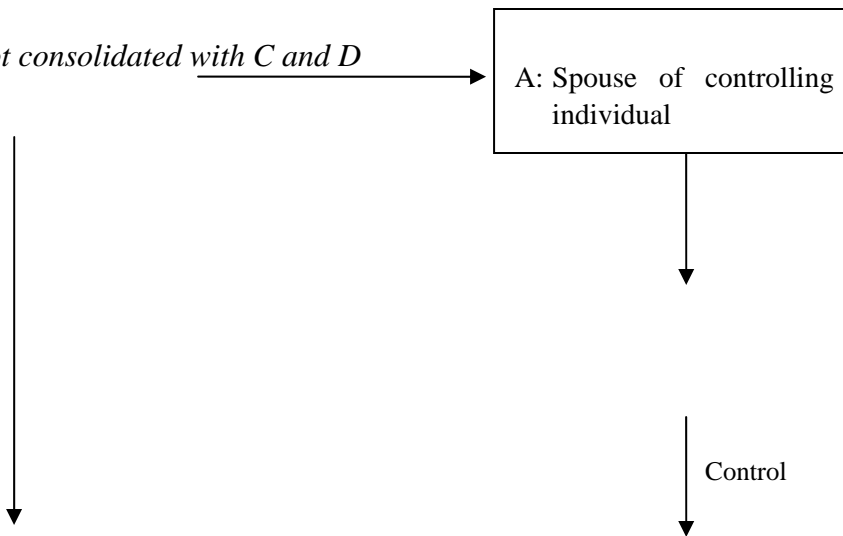 consolidated with C and D
A: Spouse of controlling
individual
Control